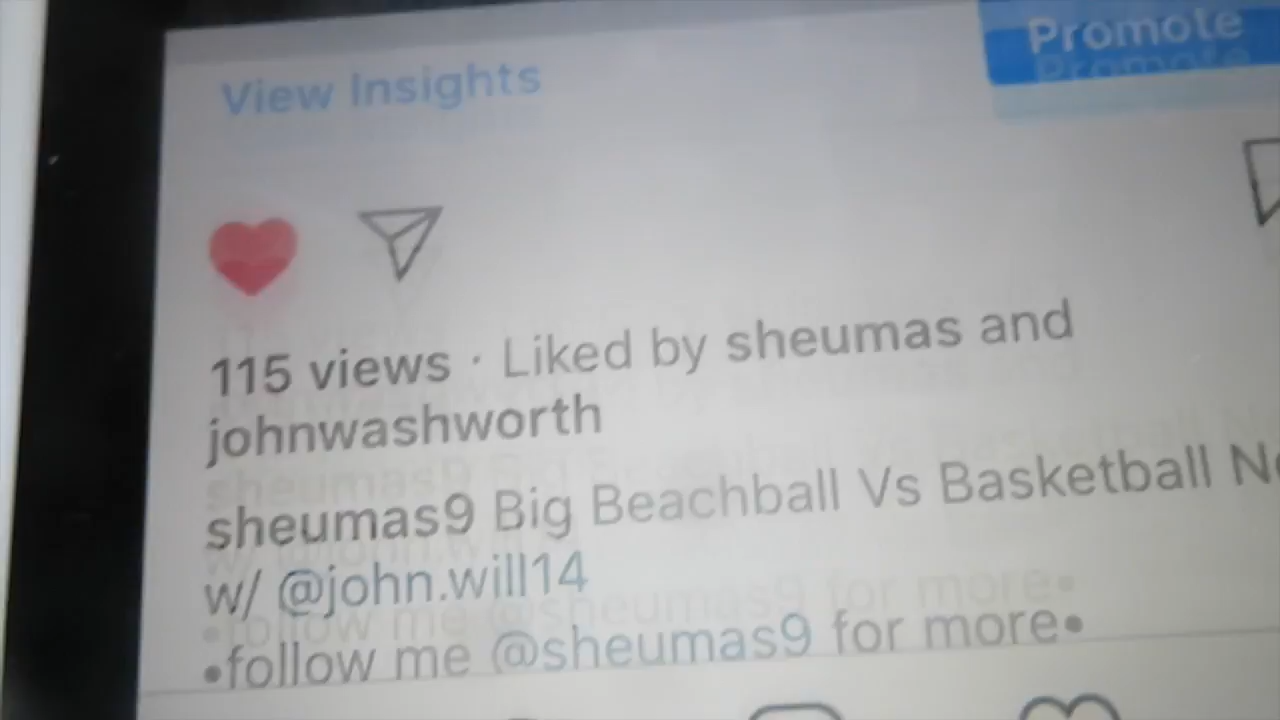 View Insights
Promote
115 views · Liked by sheumas and
johnwashworth
sheumas9 Big Beachball Vs Basketball
w/ @john.will14
•follow me @sheumas9 for more•